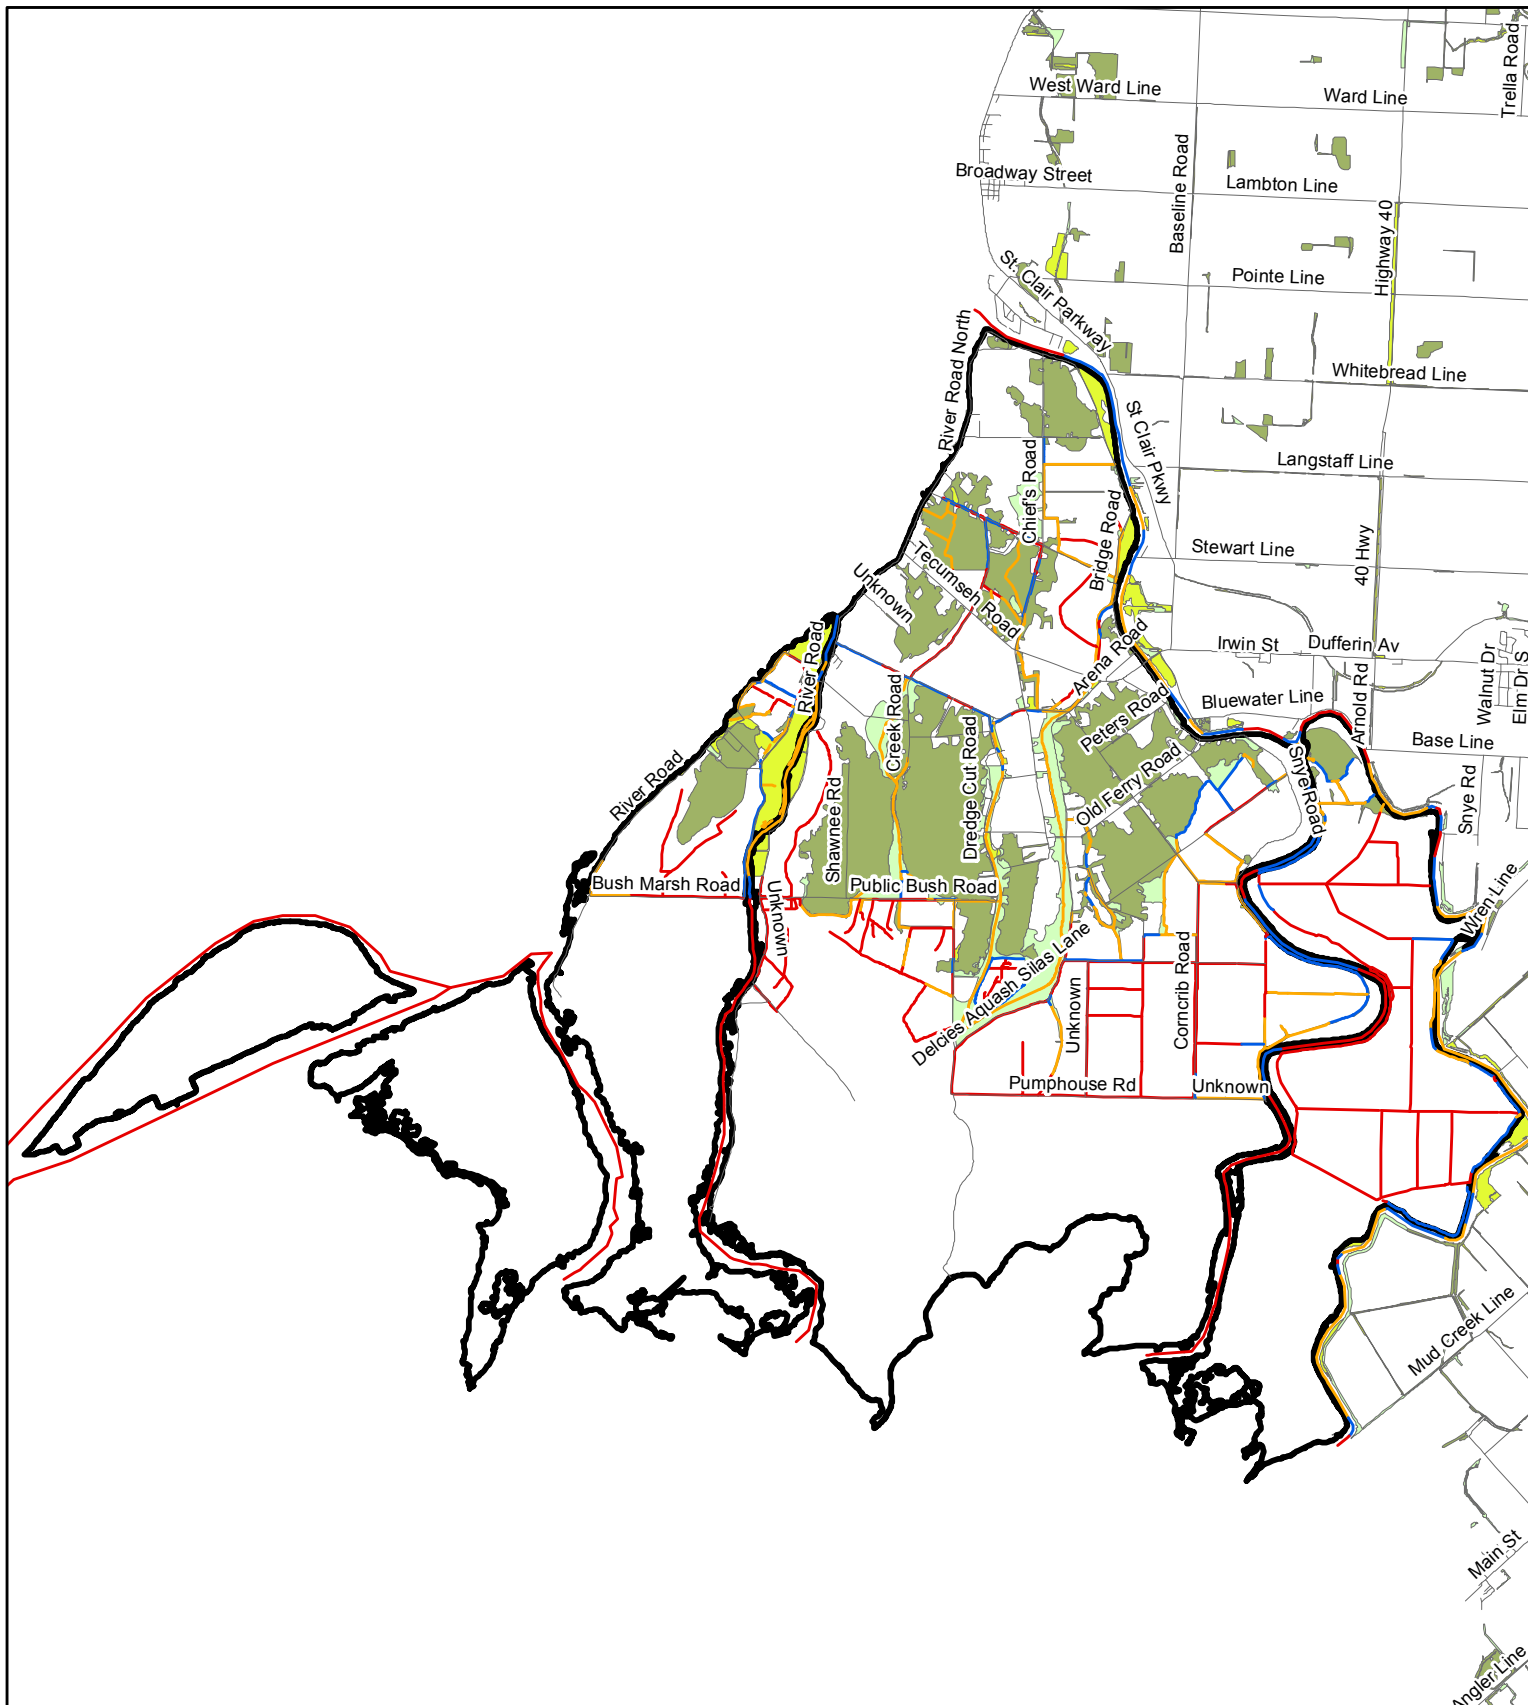 Trella Road
West Ward Line
Ward Line
Broadway Street
Baseline Road
Lambton Line
Highway 40
St. Clair Parkway
Pointe Line
River Road North
Whitebread Line
St Clair Pkwy
Chief's Road
Langstaff Line
Bridge Road
40 Hwy
Stewart Line
Tecumseh Road
Unknown
River Road
Arena Road
Irwin St
Dufferin Av
Walnut Dr
Elm Dr S
Arnold Rd
Bluewater Line
Peters Road
Creek Road
Dredge Cut Road
Base Line
River Road
Shawnee Rd
Old Ferry Road
Snye Road
Snye Rd
Bush Marsh Road
Public Bush Road
Unknown
Wren Line
Delcies Aquash Silas Lane
Unknown
Corncrib Road
Pumphouse Rd
Unknown
Mud Creek Line
Main St
Angler Line